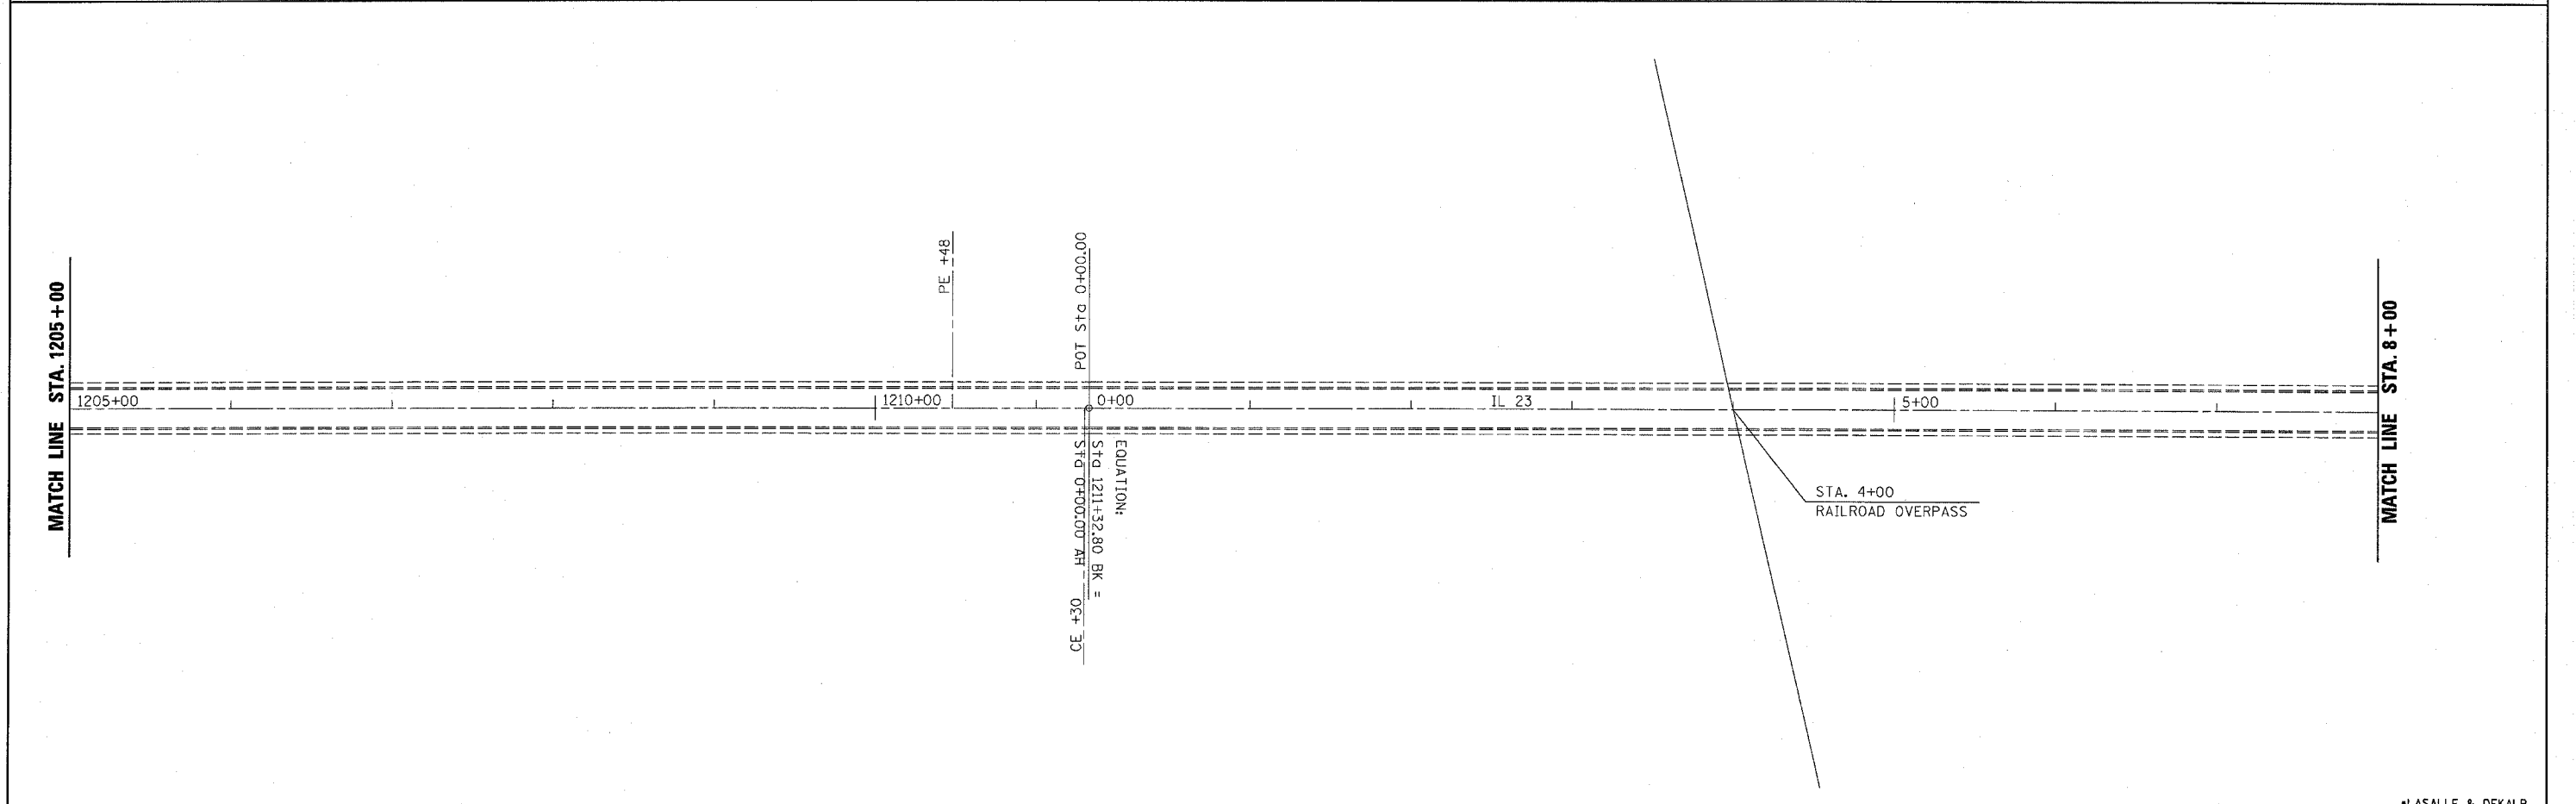 MATCH LINE STA. 1205+00
1205+00
1210+00
PE +48
POT Sta 0+00.00
0+00
EQUATION:
Sta 1211+32.80 BK =
Sta 0+00.00 AH
CE +30
IL 23
5+00
STA. 4+00
RAILROAD OVERPASS
MATCH LINE STA. 8+00
*LASALLE & DEKALB